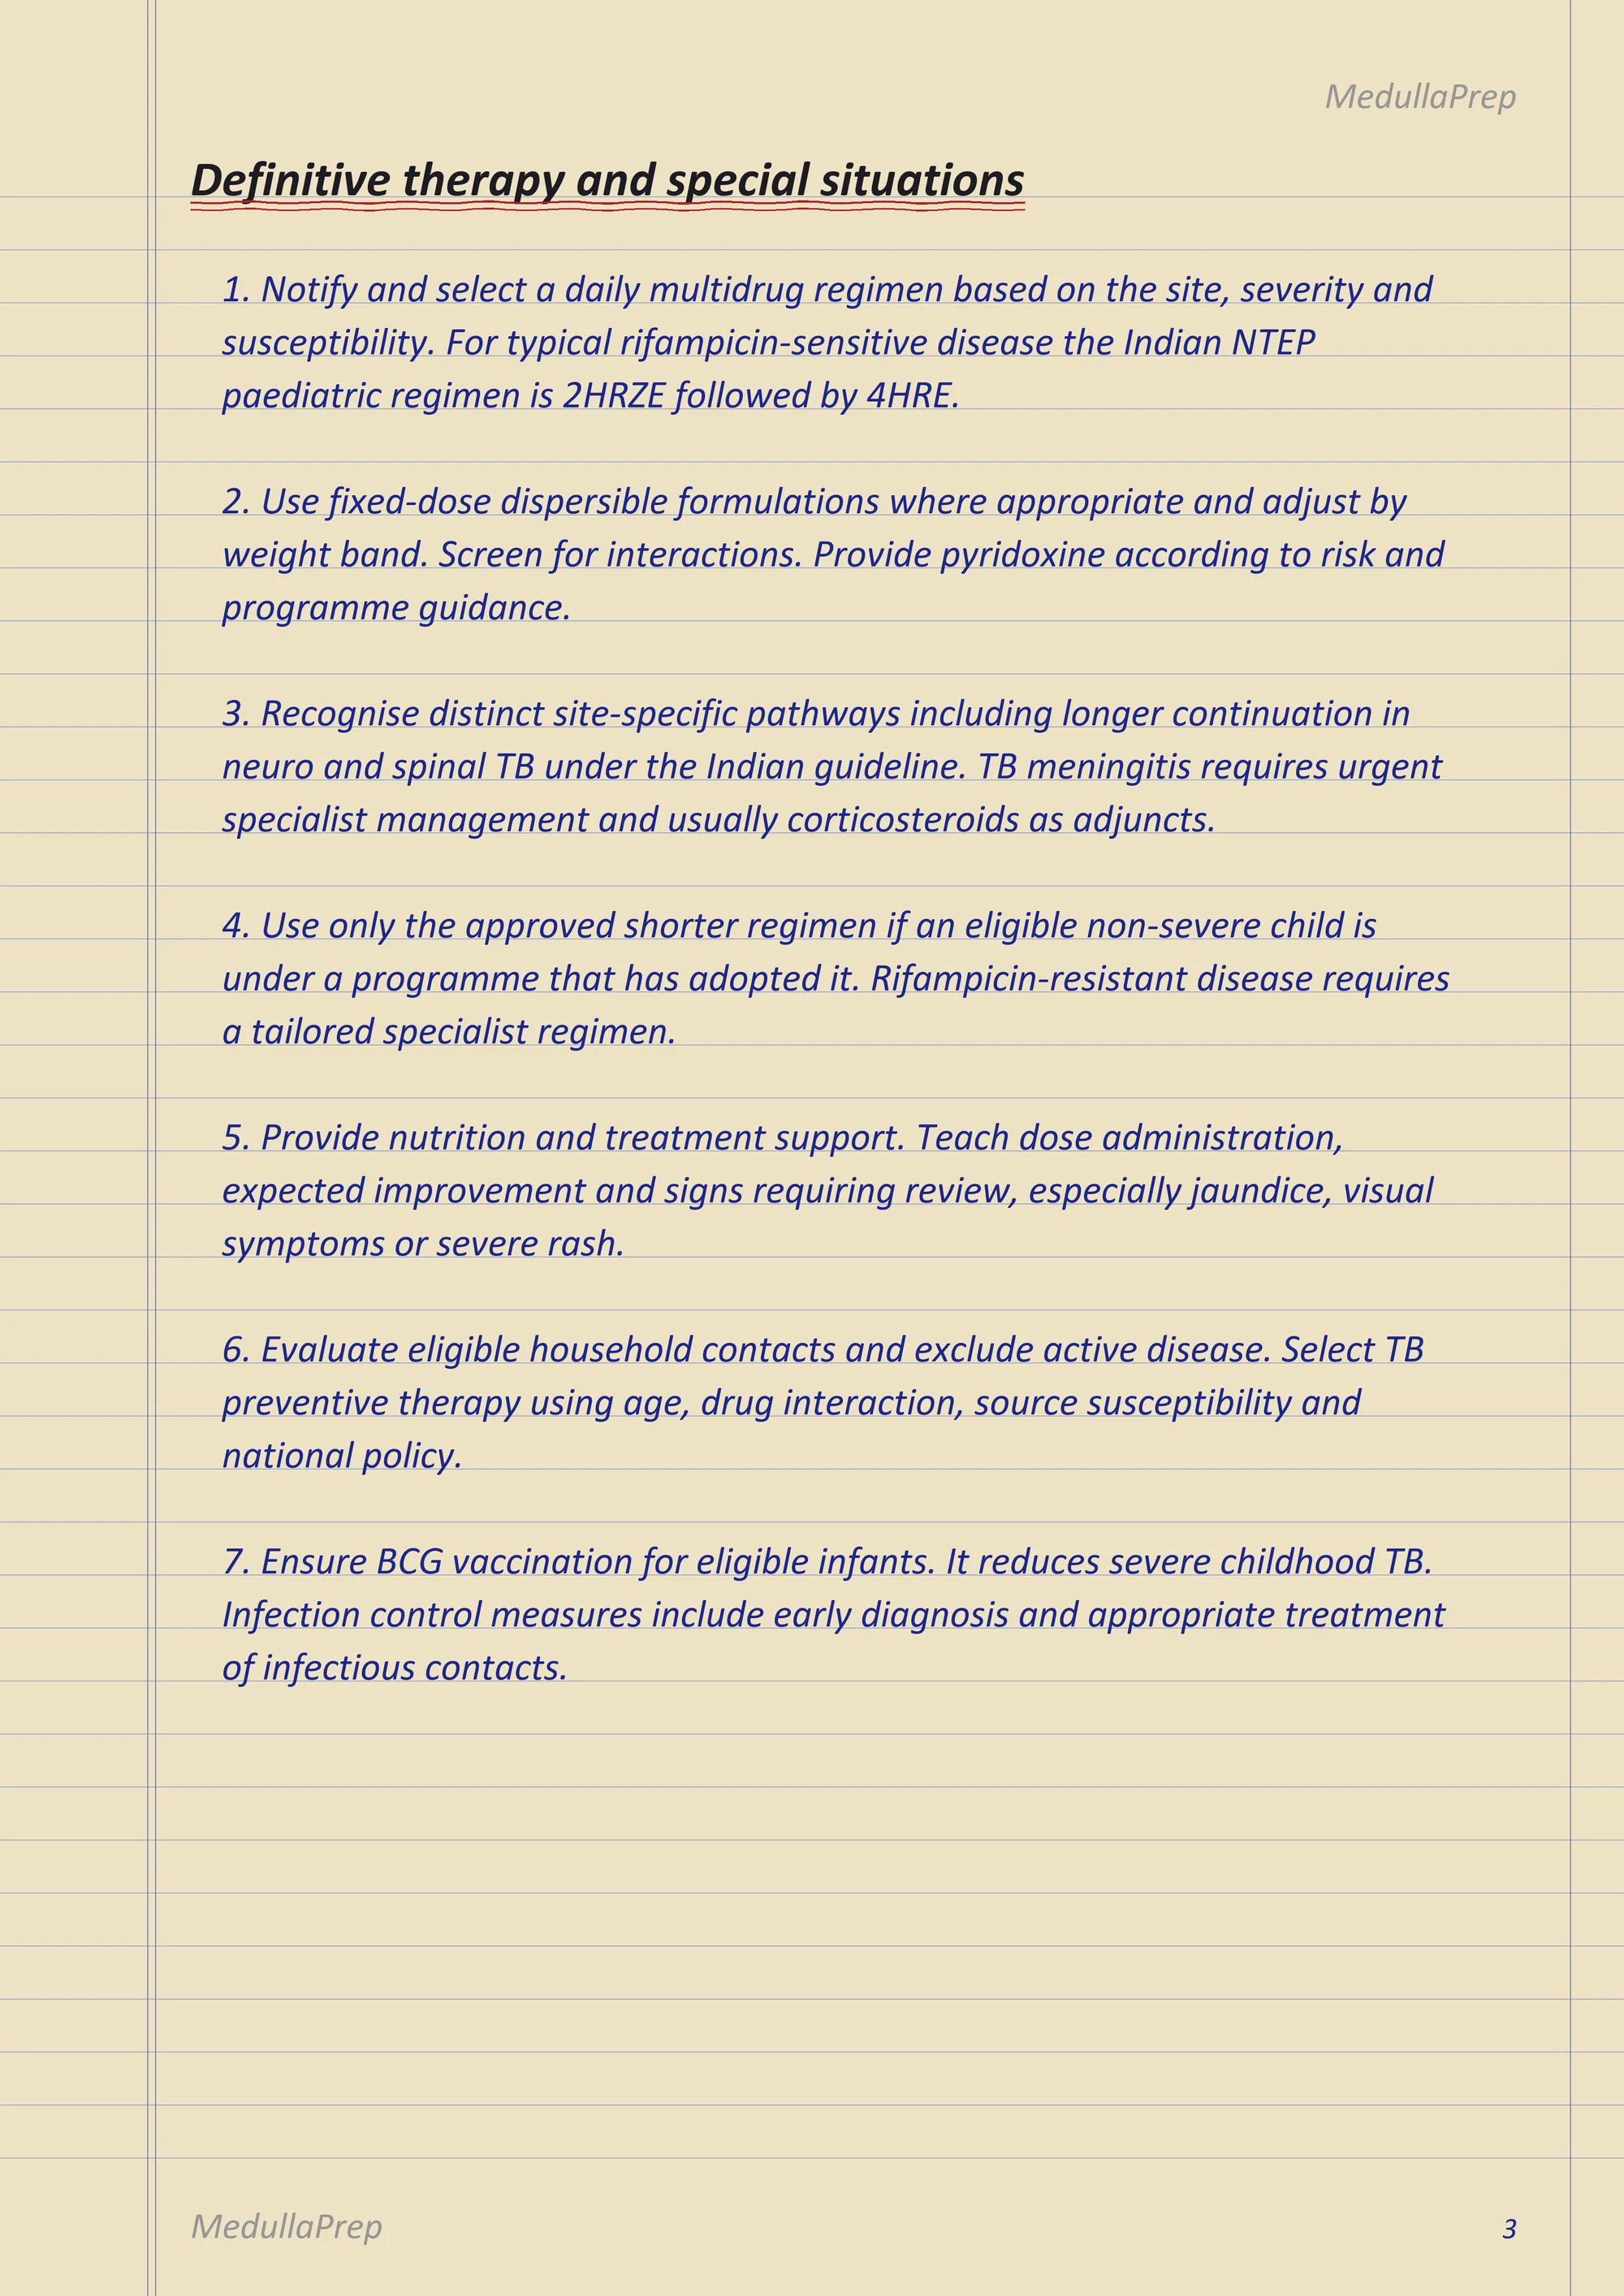 MedullaPrep
Definitive therapy and special situations
1. Notify and select a daily multidrug regimen based on the site, severity and
susceptibility. For typical rifampicin-sensitive disease the Indian NTEP
paediatric regimen is 2HRZE followed by 4HRE.
2. Use fixed-dose dispersible formulations where appropriate and adjust by
weight band. Screen for interactions. Provide pyridoxine according to risk and
programme guidance.
3. Recognise distinct site-specific pathways including longer continuation in
neuro and spinal TB under the Indian guideline. TB meningitis requires urgent
specialist management and usually corticosteroids as adjuncts.
4. Use only the approved shorter regimen if an eligible non-severe child is
under a programme that has adopted it. Rifampicin-resistant disease requires
a tailored specialist regimen.
5. Provide nutrition and treatment support. Teach dose administration,
expected improvement and signs requiring review, especially jaundice, visual
symptoms or severe rash.
6. Evaluate eligible household contacts and exclude active disease. Select TB
preventive therapy using age, drug interaction, source susceptibility and
national policy.
7. Ensure BCG vaccination for eligible infants. It reduces severe childhood TB.
Infection control measures include early diagnosis and appropriate treatment
of infectious contacts.
MedullaPrep
3